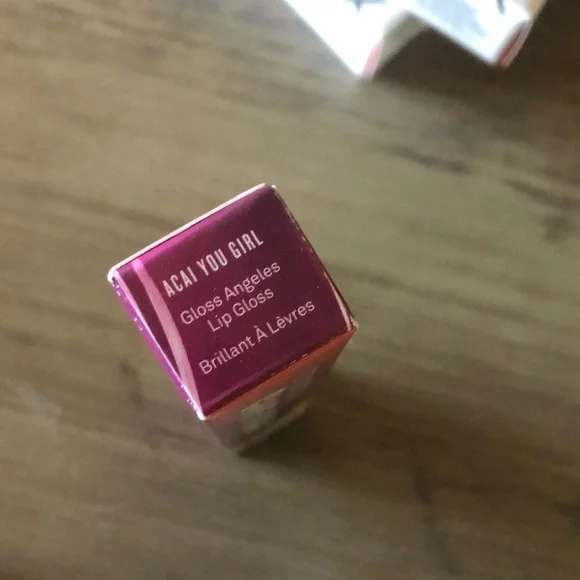 ACAI YOU GIRL
Gloss Angeles
Lip Gloss
Brillant À Lèvres